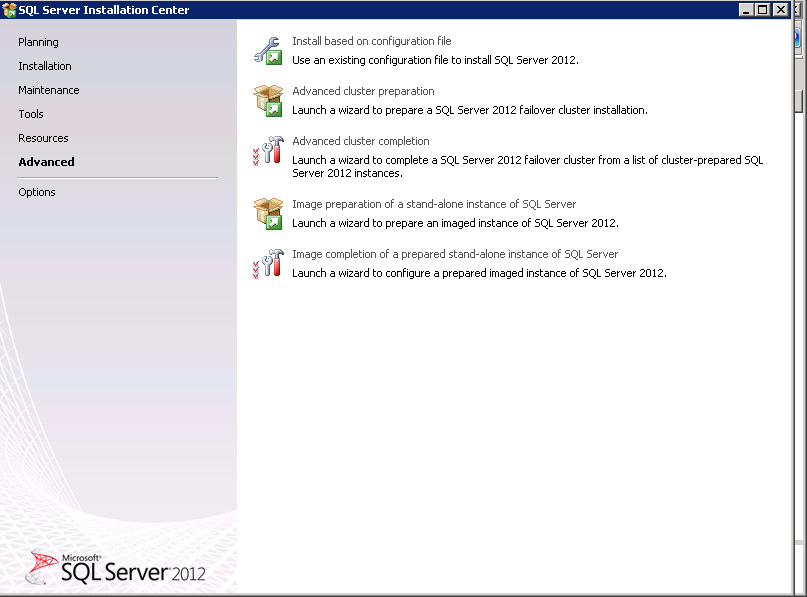 SQL Server Installation Center
Planning
Installation
Maintenance
Tools
Resources
Advanced
Options
Install based on configuration file
Use an existing configuration file to install SQL Server 2012.
Advanced cluster preparation
Launch a wizard to prepare a SQL Server 2012 failover cluster installation.
Advanced cluster completion
Launch a wizard to complete a SQL Server 2012 failover cluster from a list of cluster-prepared SQL
Server 2012 instances.
Image preparation of a stand-alone instance of SQL Server
Launch a wizard to prepare an imaged instance of SQL Server 2012.
Image completion of a prepared stand-alone instance of SQL Server
Launch a wizard to configure a prepared imaged instance of SQL Server 2012.
Microsoft®
SQL Server® 2012